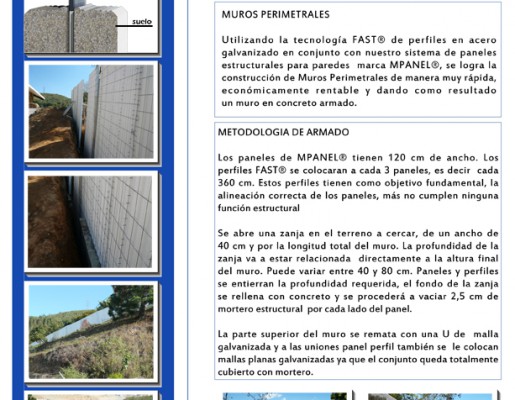 suelo
MUROS PERIMETRALES
Utilizando la tecnología FAST® de perfiles en acero
galvanizado en conjunto con nuestro sistema de paneles
estructurales para paredes marca MPANEL®, se logra la
construcción de Muros Perimetrales de manera muy rápida,
económicamente rentable y dando como resultado
un muro en concreto armado.
METODOLOGIA DE ARMADO
Los paneles de MPANEL® tienen 120 cm de ancho. Los
perfiles FAST® se colocaran a cada 3 paneles, es decir cada
360 cm. Estos perfiles tienen como objetivo fundamental, la
alineación correcta de los paneles, más no cumplen ninguna
función estructural
Se abre una zanja en el terreno a cercar, de un ancho de
40 cm y por la longitud total del muro. La profundidad de la
zanja va a estar relacionada directamente a la altura final
del muro. Puede variar entre 40 y 80 cm. Paneles y perfiles
se entierran la profundidad requerida, el fondo de la zanja
se rellena con concreto y se procederá a vaciar 2,5 cm de
mortero estructural por cada lado del panel.
La parte superior del muro se remata con una U de malla
galvanizada y a las uniones panel perfil también se le colocan
mallas planas galvanizadas ya que el conjunto queda totalmente
cubierto con mortero.